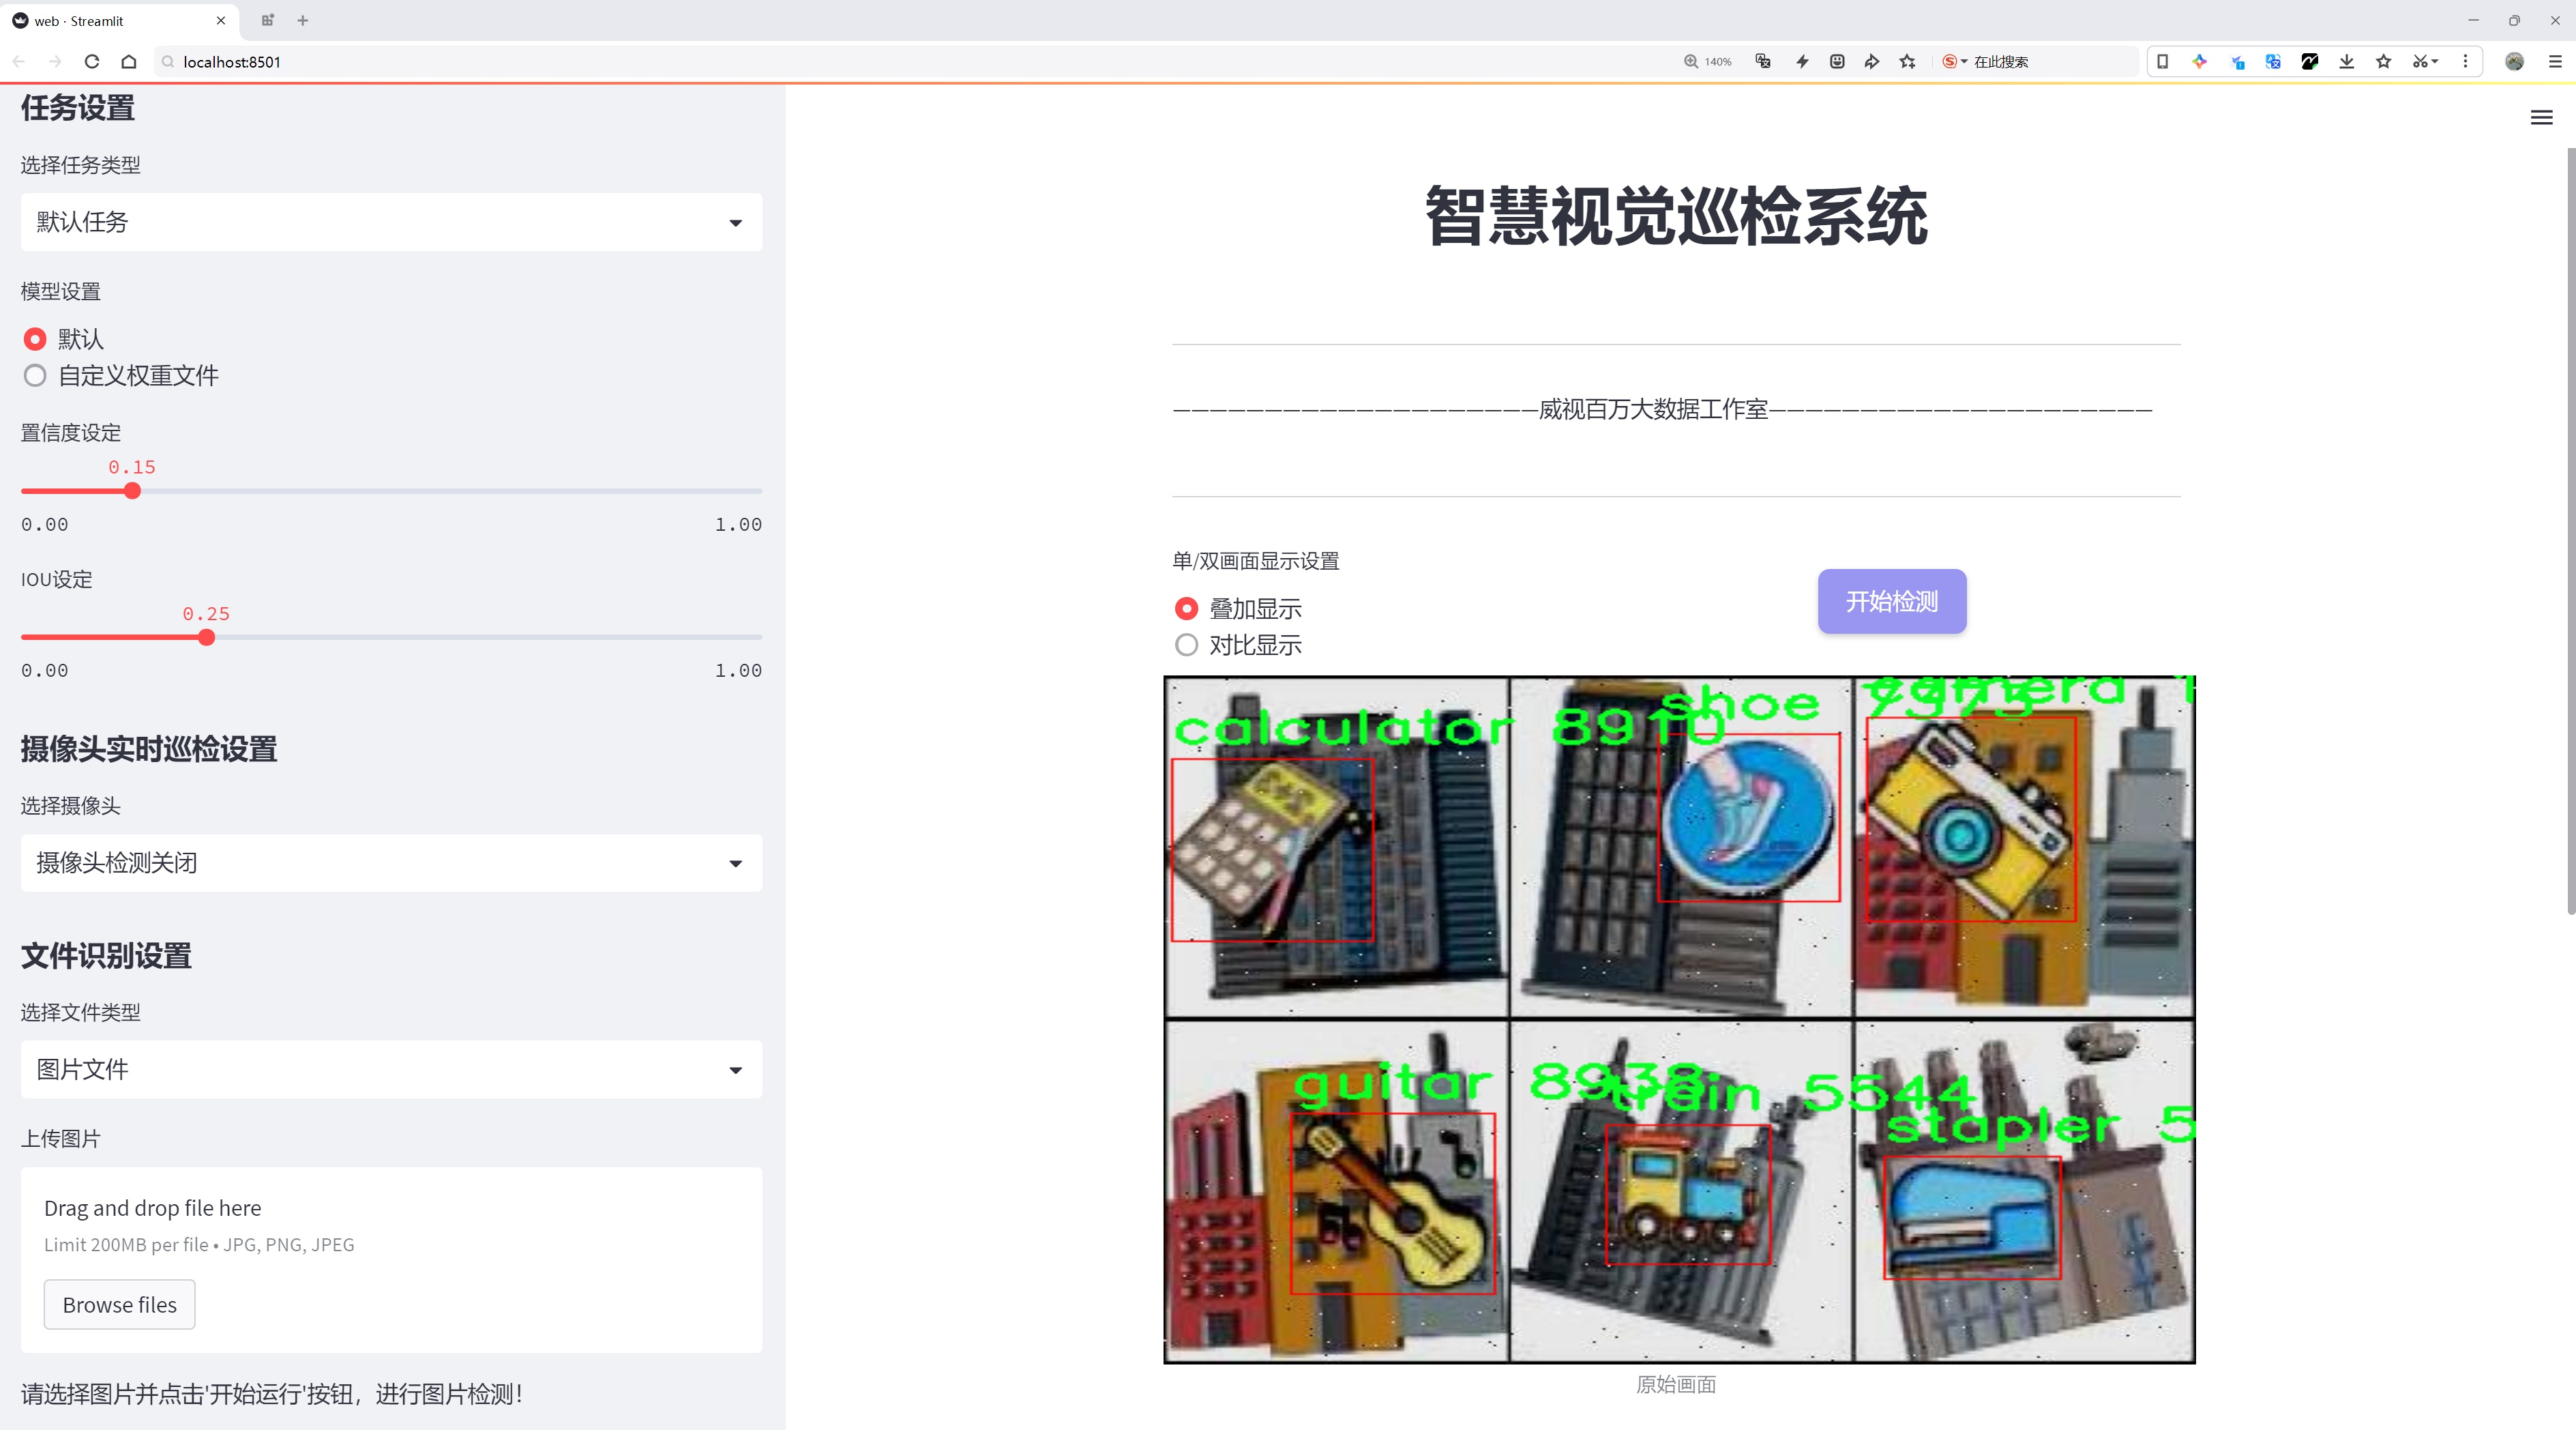 web · Streamlit
localhost:8501
140%
在此搜索
任务设置
选择任务类型
默认任务
模型设置
默认
自定义权重文件
置信度设定
0.15
0.00
1.00
IOU设定
0.25
0.00
1.00
摄像头实时巡检设置
选择摄像头
摄像头检测关闭
文件识别设置
选择文件类型
图片文件
上传图片
Drag and drop file here
Limit 200MB per file • JPG, PNG, JPEG
Browse files
请选择图片并点击'开始运行'按钮，进行图片检测！
智慧视觉巡检系统
————————————————————威视百万大数据工作室—————————————————————
单/双画面显示设置
叠加显示
对比显示
开始检测
calculator 8910
shoe 7375
camera
guitar 8938
train 5544
stapler 5
原始画面